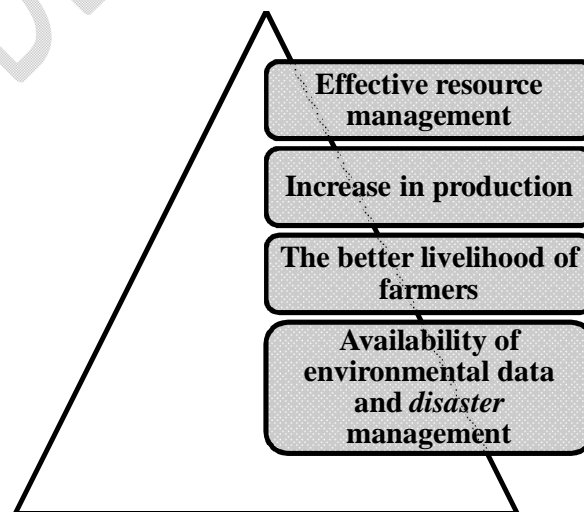 Effective resource
management
Increase in production
The better livelihood of
farmers
Availability of
environmental data
and disaster
management